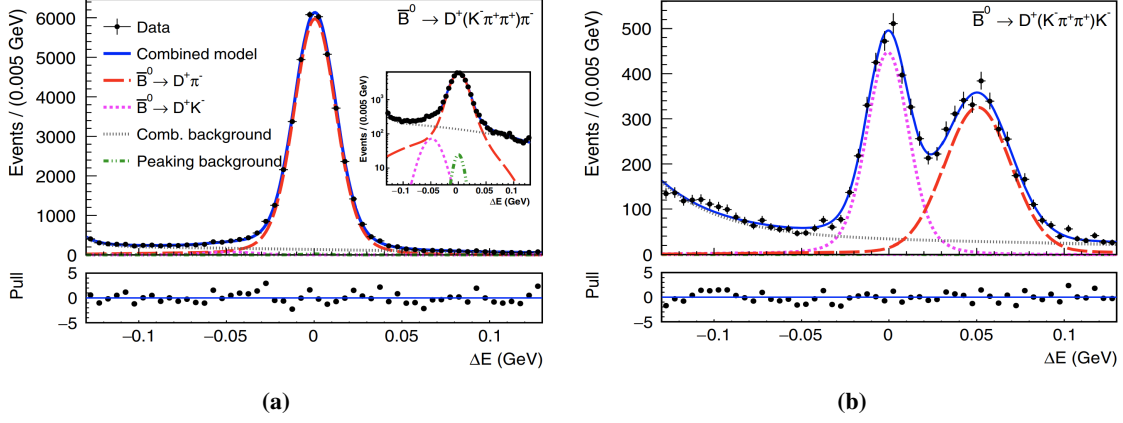 Events / (0.005 GeV)
6000
5000
4000
3000
2000
1000
0
Data
Combined model
B̅⁰ → D⁺π⁻
B̅⁰ → D⁺K⁻
Comb. background
Peaking background
B̅⁰ → D⁺(K⁻π⁺π⁺)π⁻
Events / (0.005 GeV)
10³
10²
10
−0.1 −0.05 0 0.05 0.1
ΔE (GeV)
Pull
5
0
−5
−0.1 −0.05 0 0.05 0.1
ΔE (GeV)
(a)
Events / (0.005 GeV)
500
400
300
200
100
0
B̅⁰ → D⁺(K⁻π⁺π⁺)K⁻
Pull
5
0
−5
−0.1 −0.05 0 0.05 0.1
ΔE (GeV)
(b)